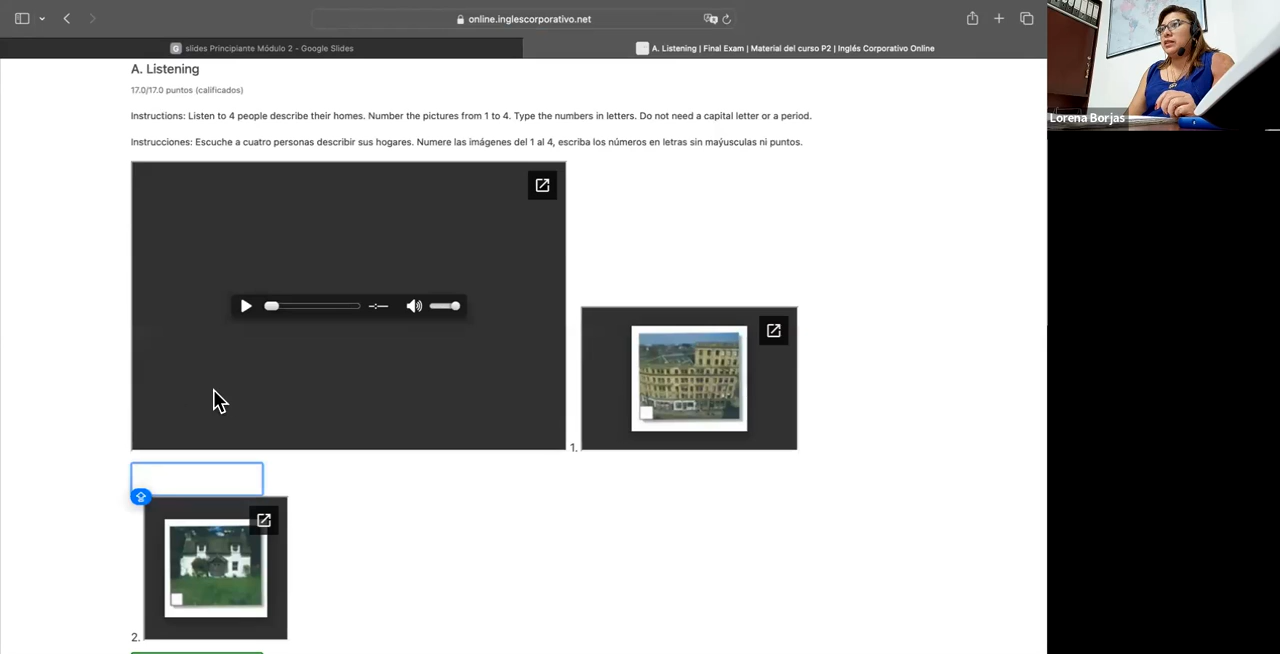 online.inglescorporativo.net
G slides Principiante Módulo 2 - Google Slides
A. Listening | Final Exam | Material del curso P2 | Inglés Corporativo Online
A. Listening
17.0/17.0 puntos (calificados)
Instructions: Listen to 4 people describe their homes. Number the pictures from 1 to 4. Type the numbers in letters. Do not need a capital letter or a period.
Instrucciones: Escuche a cuatro personas describir sus hogares. Numere las imágenes del 1 al 4, escriba los números en letras sin maýusculas ni puntos.
-:--
1.
2.
Lorena Borjas